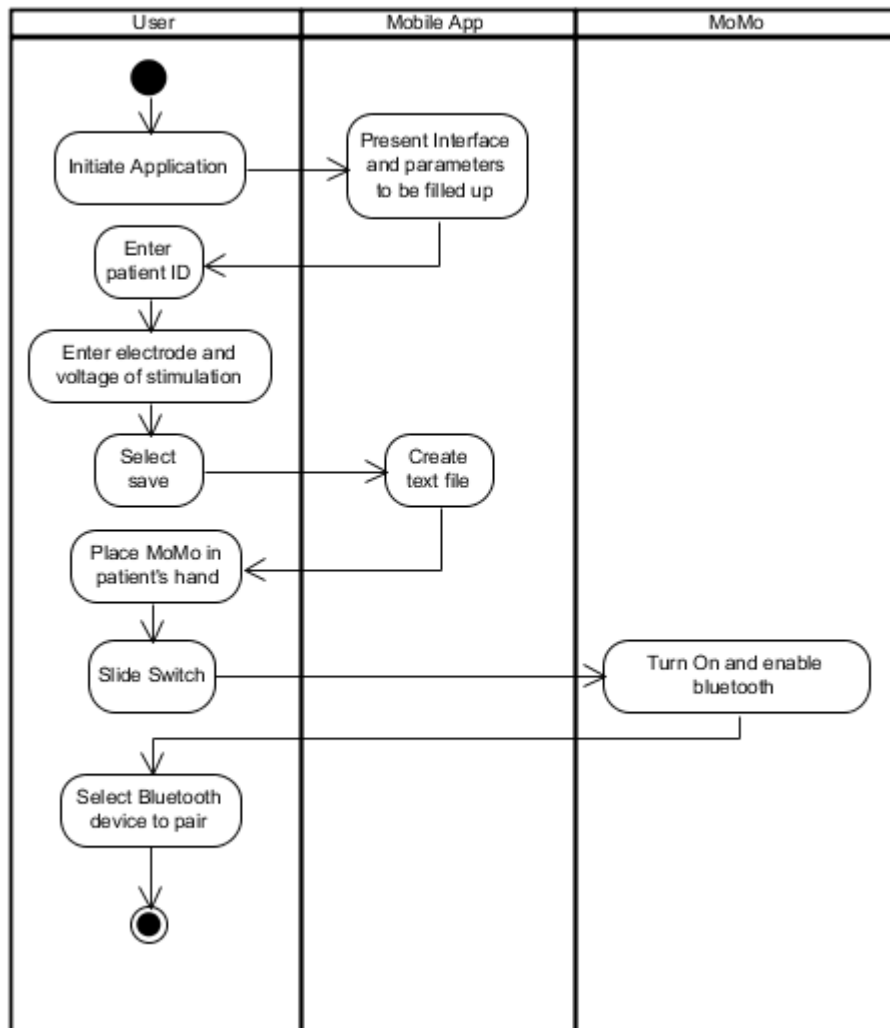 User
Mobile App
MoMo
Initiate Application
Present Interface
and parameters
to be filled up
Enter
patient ID
Enter electrode and
voltage of stimulation
Select
save
Create
text file
Place MoMo in
patient's hand
Slide Switch
Turn On and enable
bluetooth
Select Bluetooth
device to pair